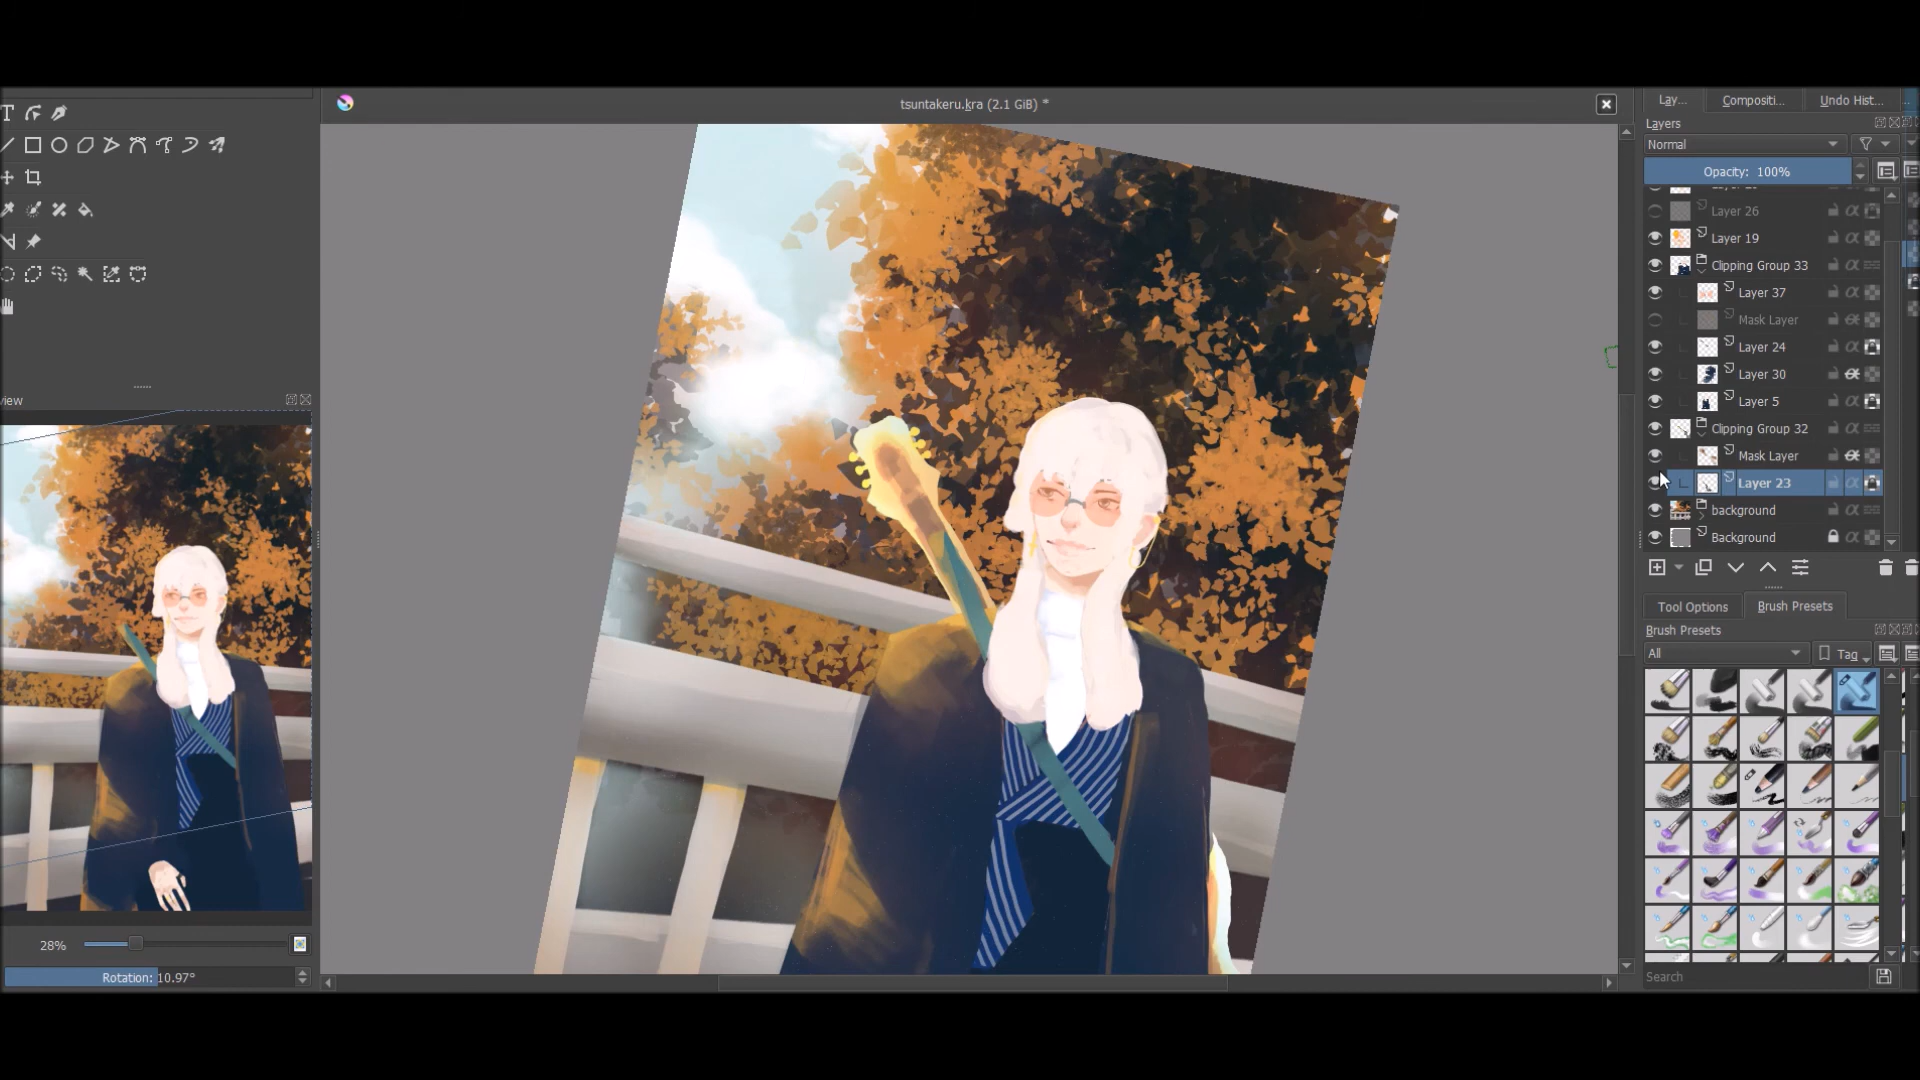 tsuntakeru.kra (2.1 GiB) *
Lay...
Compositi...
Undo Hist...
Layers
Normal
Opacity: 100%
Layer 26
Layer 19
Clipping Group 33
Layer 37
Mask Layer
Layer 24
Layer 30
Layer 5
Clipping Group 32
Mask Layer
Layer 23
background
Background
view
28%
Rotation: 10.97°
Tool Options
Brush Presets
Brush Presets
All
Tag
Search